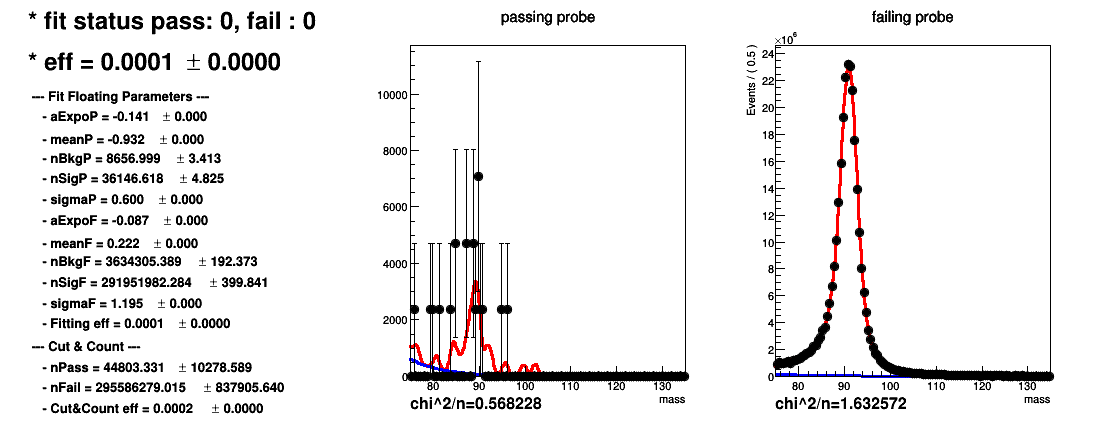 * fit status pass: 0, fail : 0
* eff = 0.0001 ± 0.0000
--- Fit Floating Parameters ---
- aExpoP = -0.141 ± 0.000
- meanP = -0.932 ± 0.000
- nBkgP = 8656.999 ± 3.413
- nSigP = 36146.618 ± 4.825
- sigmaP = 0.600 ± 0.000
- aExpoF = -0.087 ± 0.000
- meanF = 0.222 ± 0.000
- nBkgF = 3634305.389 ± 192.373
- nSigF = 291951982.284 ± 399.841
- sigmaF = 1.195 ± 0.000
- Fitting eff = 0.0001 ± 0.0000
--- Cut & Count ---
- nPass = 44803.331 ± 10278.589
- nFail = 295586279.015 ± 837905.640
- Cut&Count eff = 0.0002 ± 0.0000
passing probe
10000
8000
6000
4000
2000
0
80 90 100 110 120 130
mass
chi^2/n=0.568228
failing probe
×10^6
Events / ( 0.5 )
24
22
20
18
16
14
12
10
8
6
4
2
0
80 90 100 110 120 130
mass
chi^2/n=1.632572